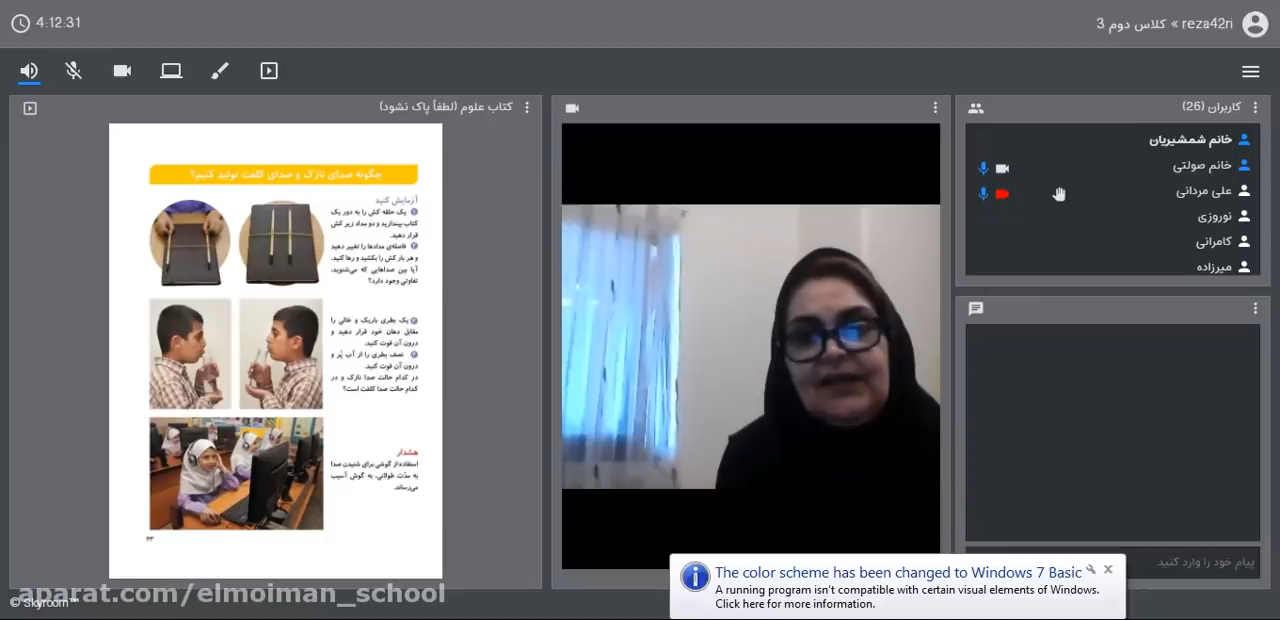 4:12:31
reza42ri » کلاس دوم 3
کتاب علوم (لطفاً پاک نشود)
چگونه صدای نازک و صدای کلفت تولید کنیم؟
آزمایش کنید
۱ یک حلقه کش را به دور یک
کتاب بیندازید و دو مداد زیر کش
قرار دهید.
۲ فاصله‌ی مدادها را تغییر دهید
و هر بار کش را بکشید و رها کنید.
آیا بین صداهایی که می‌شنوید،
تفاوتی وجود دارد؟
یک بطری باریک و خالی را
مقابل دهان خود قرار دهید و
درون آن فوت کنید.
نصف بطری را از آب پُر و
درون آن فوت کنید.
در کدام حالت صدا نازک و در
کدام حالت صدا کلفت است؟
هشدار
استفاده از گوشی برای شنیدن صدا
به مدّت طولانی، به گوش آسیب
می‌رساند.
۴۳
کاربران (26)
خانم شمشیریان
خانم صولتی
علی مردانی
نوروزی
کامرانی
میرزاده
پیام خود را وارد کنید
The color scheme has been changed to Windows 7 Basic
A running program isn't compatible with certain visual elements of Windows.
Click here for more information.
aparat.com/elmoiman_school
© Skyroom™